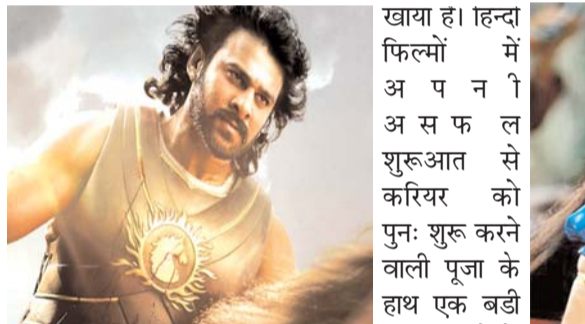 खाया है। हिन्दी
फिल्मों में
अ प न ी
अ स फ ल
शुरूआत से
करियर को
पुनः शुरू करने
वाली पूजा के
हाथ एक बडी